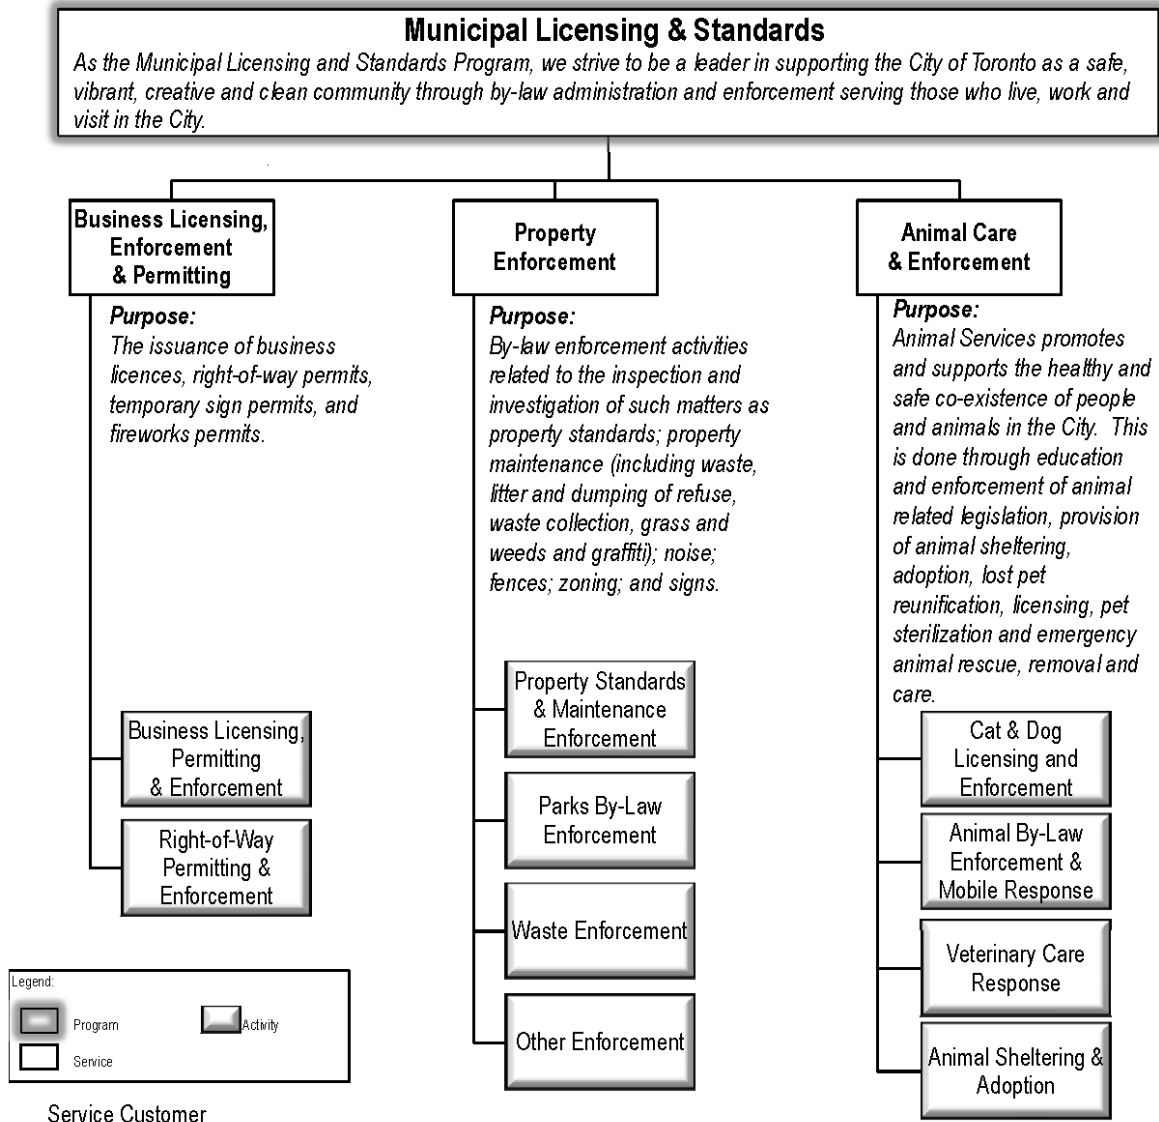 Municipal Licensing & Standards
As the Municipal Licensing and Standards Program, we strive to be a leader in supporting the City of Toronto as a safe,
vibrant, creative and clean community through by-law administration and enforcement serving those who live, work and
visit in the City.
Business Licensing,
Enforcement
& Permitting
Purpose:
The issuance of business
licences, right-of-way permits,
temporary sign permits, and
fireworks permits.
Business Licensing,
Permitting
& Enforcement
Right-of-Way
Permitting &
Enforcement
Property
Enforcement
Purpose:
By-law enforcement activities
related to the inspection and
investigation of such matters as
property standards; property
maintenance (including waste,
litter and dumping of refuse,
waste collection, grass and
weeds and graffiti); noise;
fences; zoning; and signs.
Property Standards
& Maintenance
Enforcement
Parks By-Law
Enforcement
Waste Enforcement
Other Enforcement
Animal Care
& Enforcement
Purpose:
Animal Services promotes
and supports the healthy and
safe co-existence of people
and animals in the City. This
is done through education
and enforcement of animal
related legislation, provision
of animal sheltering,
adoption, lost pet
reunification, licensing, pet
sterilization and emergency
animal rescue, removal and
care.
Cat & Dog
Licensing and
Enforcement
Animal By-Law
Enforcement &
Mobile Response
Veterinary Care
Response
Animal Sheltering &
Adoption
Legend:
Program
Activity
Service
Service Customer